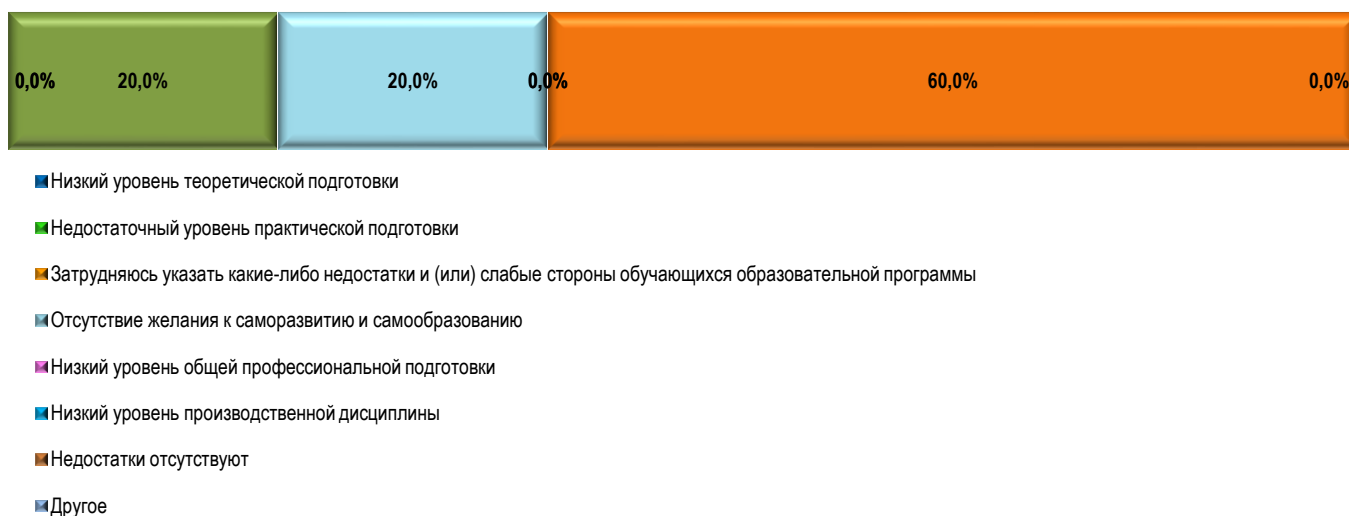 0,0% 20,0% 20,0% 0,0% 60,0% 0,0%
Низкий уровень теоретической подготовки
Недостаточный уровень практической подготовки
Затрудняюсь указать какие-либо недостатки и (или) слабые стороны обучающихся образовательной программы
Отсутствие желания к саморазвитию и самообразованию
Низкий уровень общей профессиональной подготовки
Низкий уровень производственной дисциплины
Недостатки отсутствуют
Другое